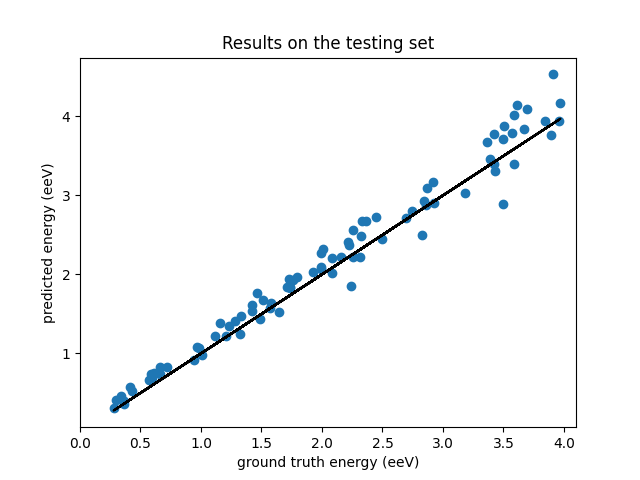 Results on the testing set
predicted energy (eeV)
4
3
2
1
0.0 0.5 1.0 1.5 2.0 2.5 3.0 3.5 4.0
ground truth energy (eeV)